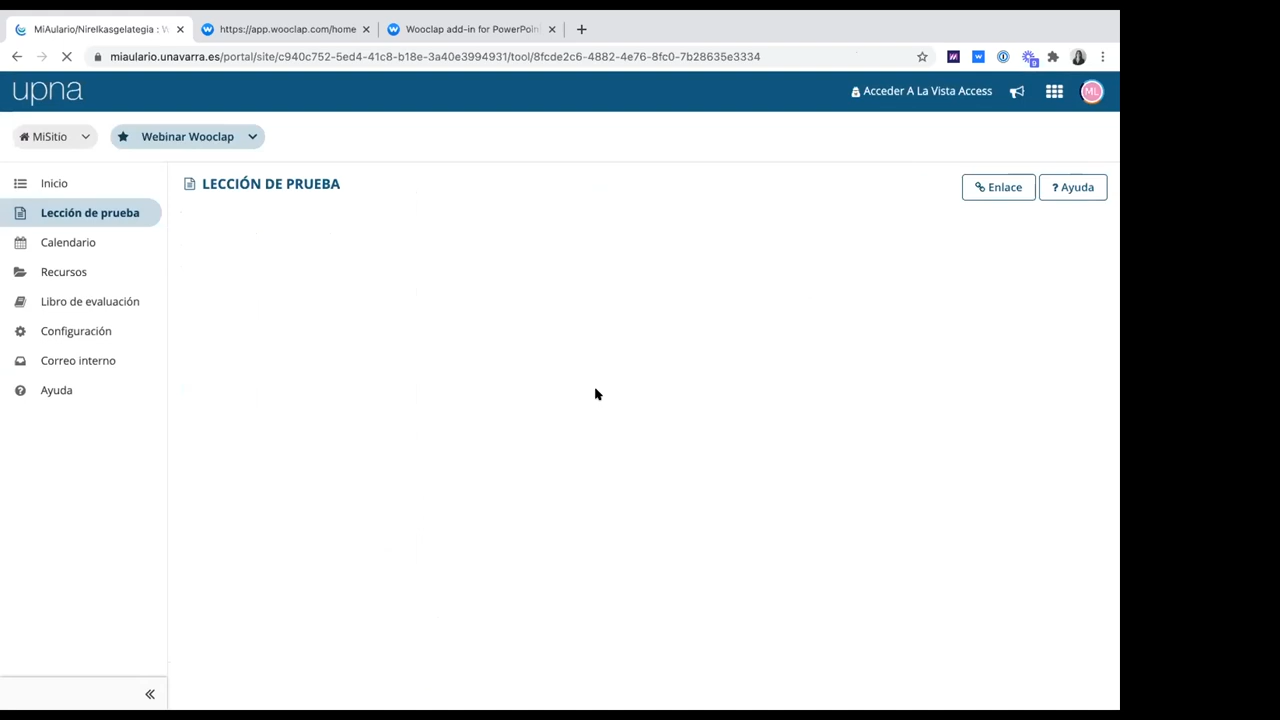 MiAulario/Nirelkasgelategia : W
https://app.wooclap.com/home
Wooclap add-in for PowerPoin
miaulario.unavarra.es/portal/site/c940c752-5ed4-41c8-b18e-3a40e3994931/tool/8fcde2c6-4882-4e76-8fc0-7b28635e3334
upna
Acceder A La Vista Access
ML
MiSitio
Webinar Wooclap
Inicio
LECCIÓN DE PRUEBA
Enlace
? Ayuda
Lección de prueba
Calendario
Recursos
Libro de evaluación
Configuración
Correo interno
Ayuda